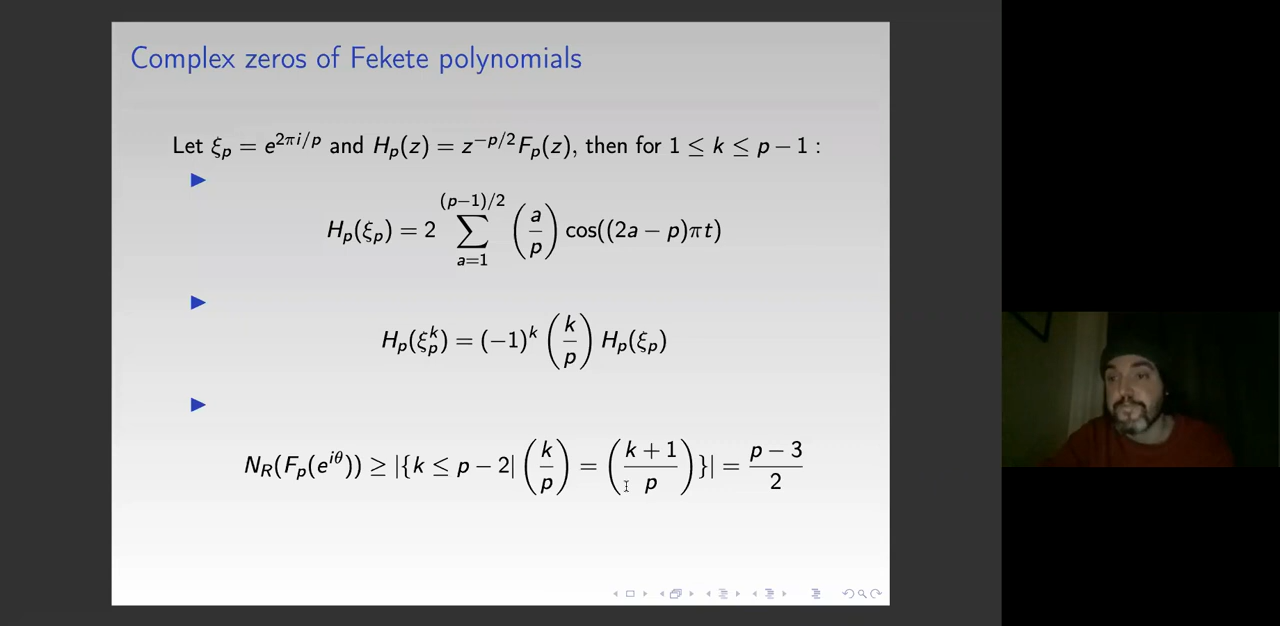 Complex zeros of Fekete polynomials
Let ξ_p = e^{2πi/p} and H_p(z) = z^{−p/2}F_p(z), then for 1 ≤ k ≤ p − 1 :
H_p(ξ_p) = 2 ∑_{a=1}^{(p−1)/2} (a/p) cos((2a − p)πt)
H_p(ξ_p^k) = (−1)^k (k/p) H_p(ξ_p)
N_R(F_p(e^{iθ})) ≥ |{k ≤ p − 2| (k/p) = ((k + 1)/p)}| = (p − 3)/2